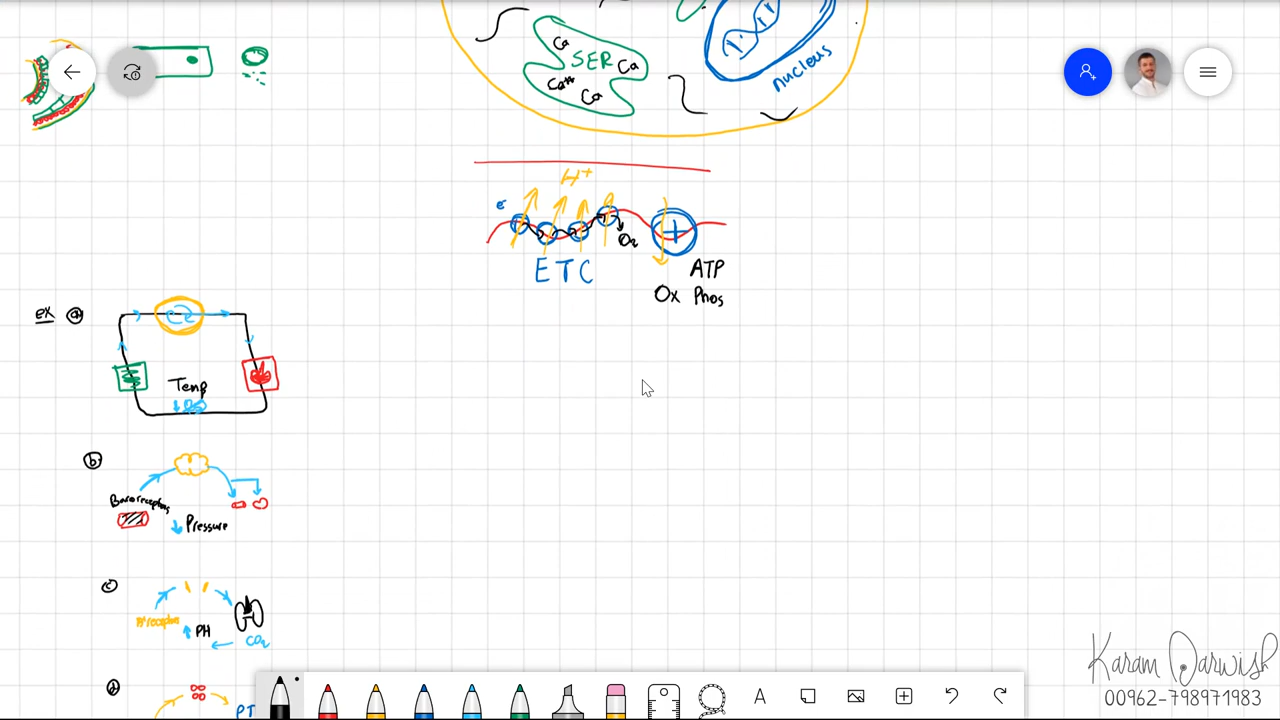 Ca
SER
Ca
Ca++
Ca
nucleus
H+
e-
O2
ETC
ATP
Ox Phos
ex a
Temp
b
Baroreceptors
↓ Pressure
c
↑ PH
CO2
d
PT
A
Karam Darwish
00962-798971983